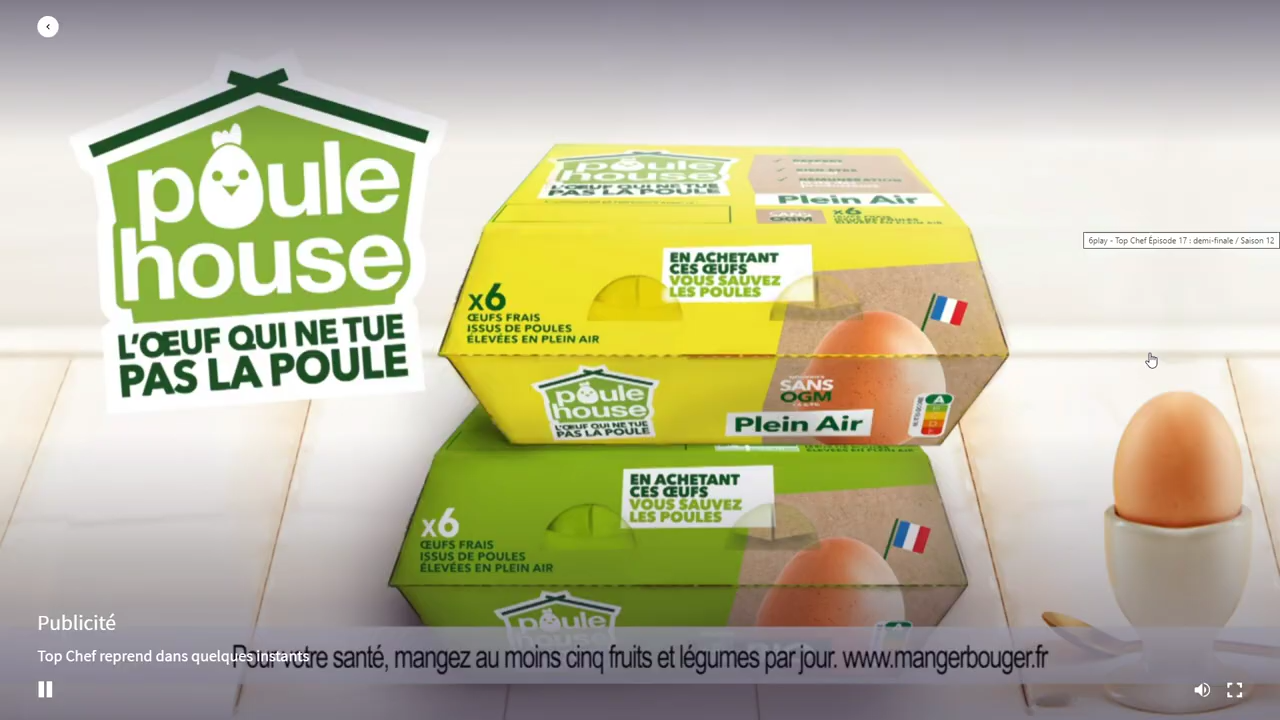 poule
house
L'ŒUF QUI NE TUE
PAS LA POULE
poule
house
L'ŒUF QUI NE TUE
PAS LA POULE
Plein Air
SANS
OGM
x6
EN ACHETANT
CES ŒUFS
VOUS SAUVEZ
LES POULES
x6
ŒUFS FRAIS
ISSUS DE POULES
ÉLEVÉES EN PLEIN AIR
poule
house
L'ŒUF QUI NE TUE
PAS LA POULE
SANS
OGM
Plein Air
A
6play - Top Chef Épisode 17 : demi-finale / Saison 12
EN ACHETANT
CES ŒUFS
VOUS SAUVEZ
LES POULES
x6
ŒUFS FRAIS
ISSUS DE POULES
ÉLEVÉES EN PLEIN AIR
poule
house
Publicité
Top Chef reprend dans quelques instants
Pour votre santé, mangez au moins cinq fruits et légumes par jour. www.mangerbouger.fr